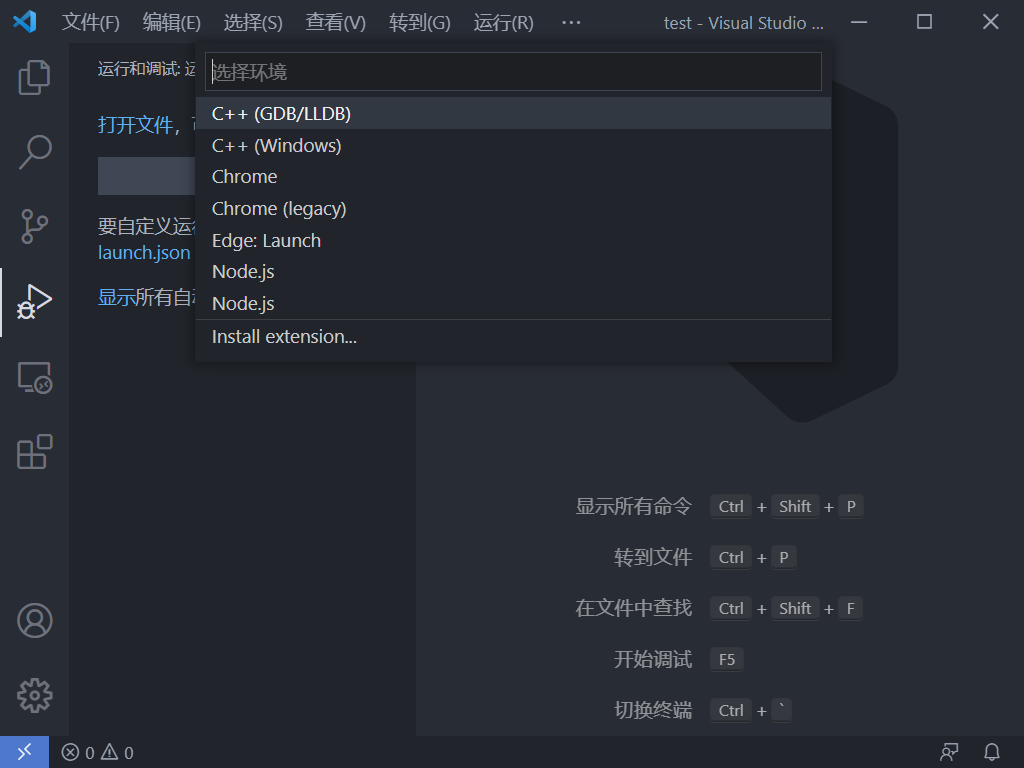 文件(F) 编辑(E) 选择(S) 查看(V) 转到(G) 运行(R) ··· test - Visual Studio ...
运行和调试: 运
选择环境
C++ (GDB/LLDB)
C++ (Windows)
Chrome
Chrome (legacy)
Edge: Launch
Node.js
Node.js
Install extension...
打开文件，
要自定义运
launch.json
显示所有自
显示所有命令 Ctrl + Shift + P
转到文件 Ctrl + P
在文件中查找 Ctrl + Shift + F
开始调试 F5
切换终端 Ctrl + `
0 0